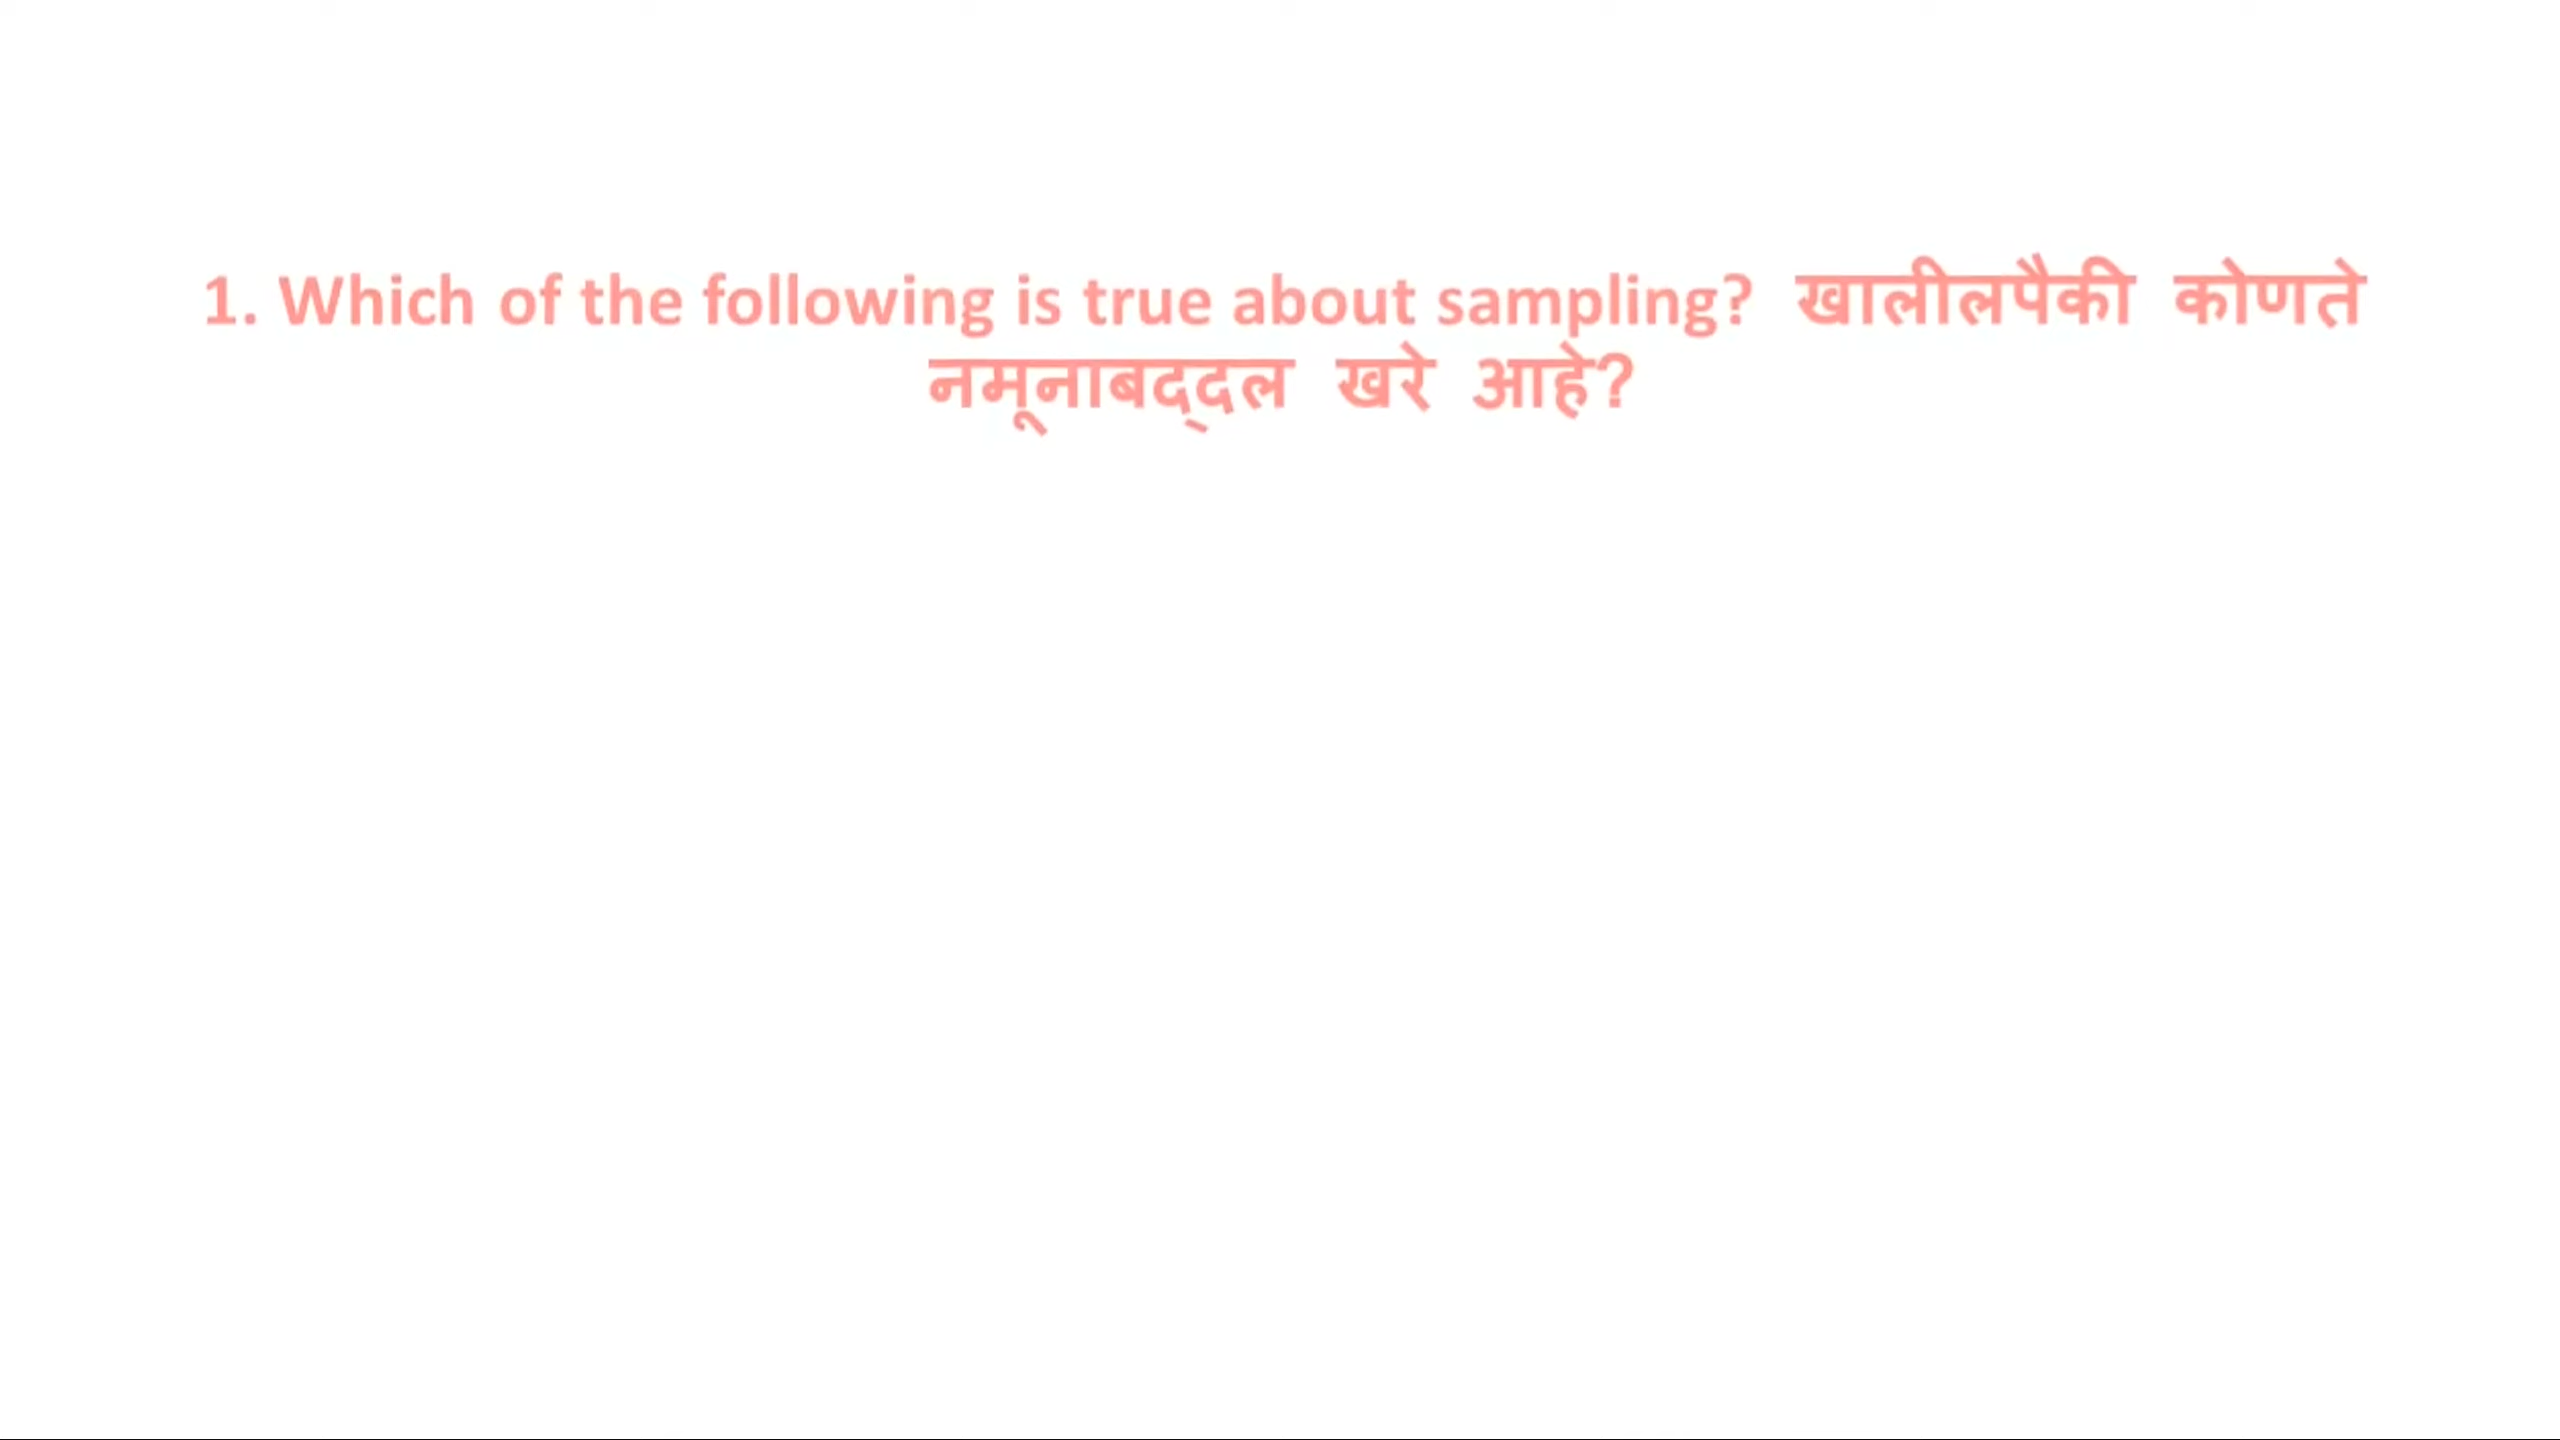 1. Which of the following is true about sampling? खालीलपैकी कोणते
नमूनाबद्दल खरे आहे?